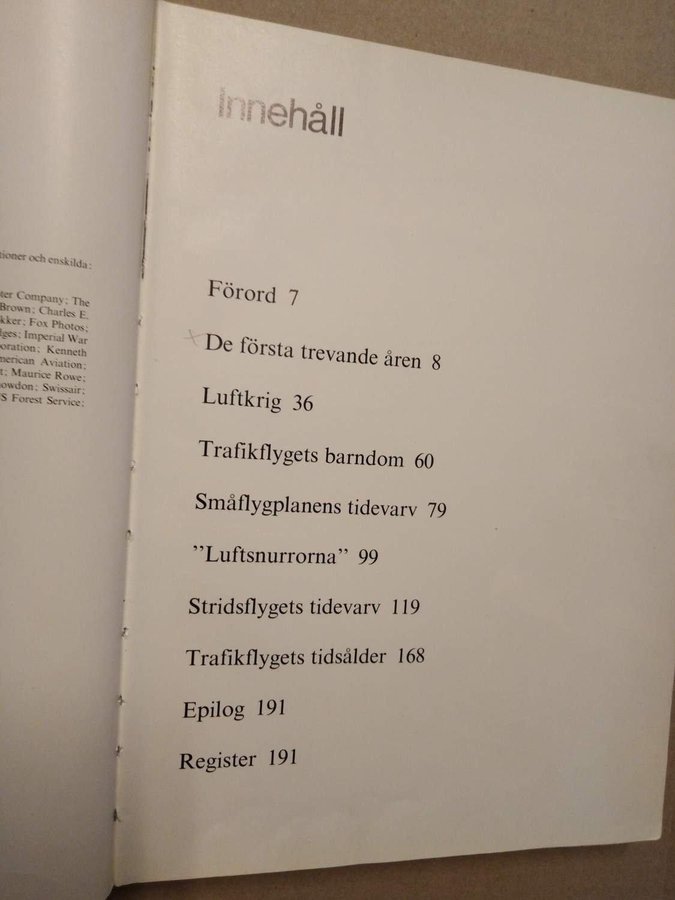 tioner och enskilda:
ter Company; The
Brown; Charles E.
kker; Fox Photos;
lges; Imperial War
oration; Kenneth
merican Aviation;
t; Maurice Rowe;
owdon; Swissair;
S Forest Service;
Innehåll
Förord 7
De första trevande åren 8
Luftkrig 36
Trafikflygets barndom 60
Småflygplanens tidevarv 79
”Luftsnurrorna” 99
Stridsflygets tidevarv 119
Trafikflygets tidsålder 168
Epilog 191
Register 191